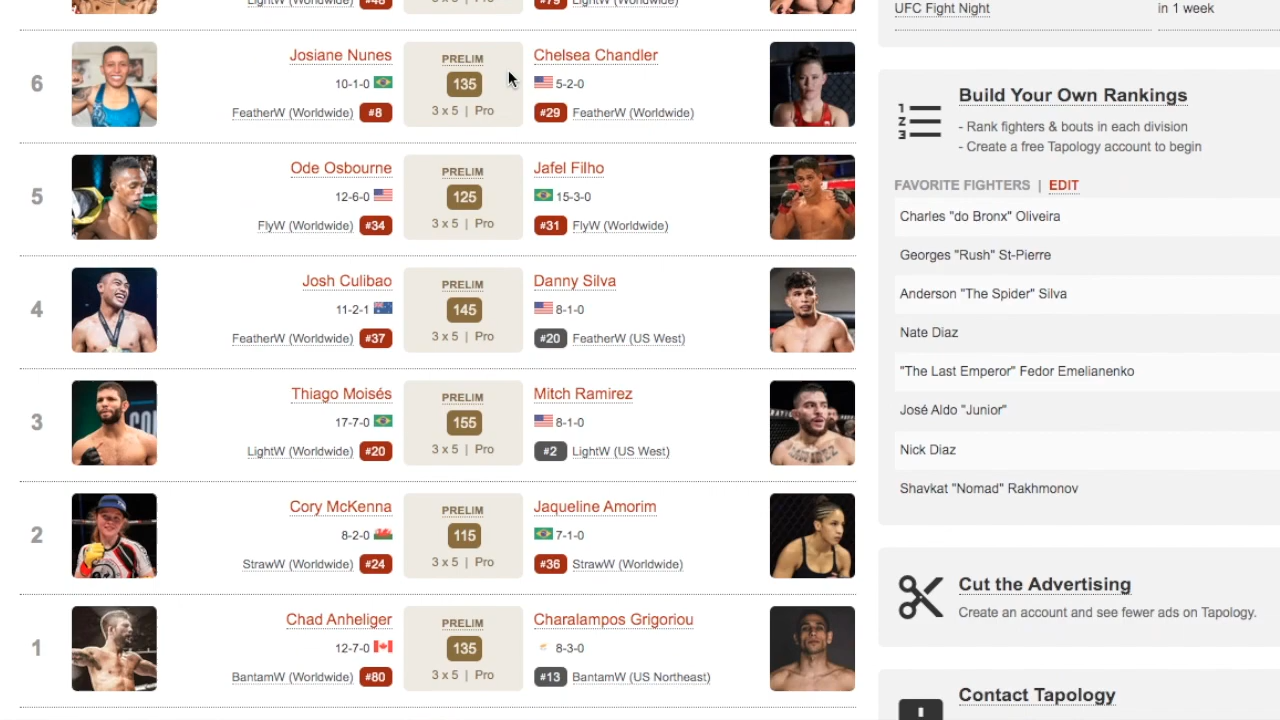 LightW (Worldwide) #48
3 x 5 | Pro
#79 LightW (Worldwide)
6
Josiane Nunes
10-1-0
FeatherW (Worldwide) #8
PRELIM
135
3 x 5 | Pro
Chelsea Chandler
5-2-0
#29 FeatherW (Worldwide)
5
Ode Osbourne
12-6-0
FlyW (Worldwide) #34
PRELIM
125
3 x 5 | Pro
Jafel Filho
15-3-0
#31 FlyW (Worldwide)
4
Josh Culibao
11-2-1
FeatherW (Worldwide) #37
PRELIM
145
3 x 5 | Pro
Danny Silva
8-1-0
#20 FeatherW (US West)
3
Thiago Moisés
17-7-0
LightW (Worldwide) #20
PRELIM
155
3 x 5 | Pro
Mitch Ramirez
8-1-0
#2 LightW (US West)
2
Cory McKenna
8-2-0
StrawW (Worldwide) #24
PRELIM
115
3 x 5 | Pro
Jaqueline Amorim
7-1-0
#36 StrawW (Worldwide)
1
Chad Anheliger
12-7-0
BantamW (Worldwide) #80
PRELIM
135
3 x 5 | Pro
Charalampos Grigoriou
8-3-0
#13 BantamW (US Northeast)
UFC Fight Night in 1 week
Build Your Own Rankings
- Rank fighters & bouts in each division
- Create a free Tapology account to begin
FAVORITE FIGHTERS | EDIT
Charles "do Bronx" Oliveira
Georges "Rush" St-Pierre
Anderson "The Spider" Silva
Nate Diaz
"The Last Emperor" Fedor Emelianenko
José Aldo "Junior"
Nick Diaz
Shavkat "Nomad" Rakhmonov
Cut the Advertising
Create an account and see fewer ads on Tapology.
Contact Tapology